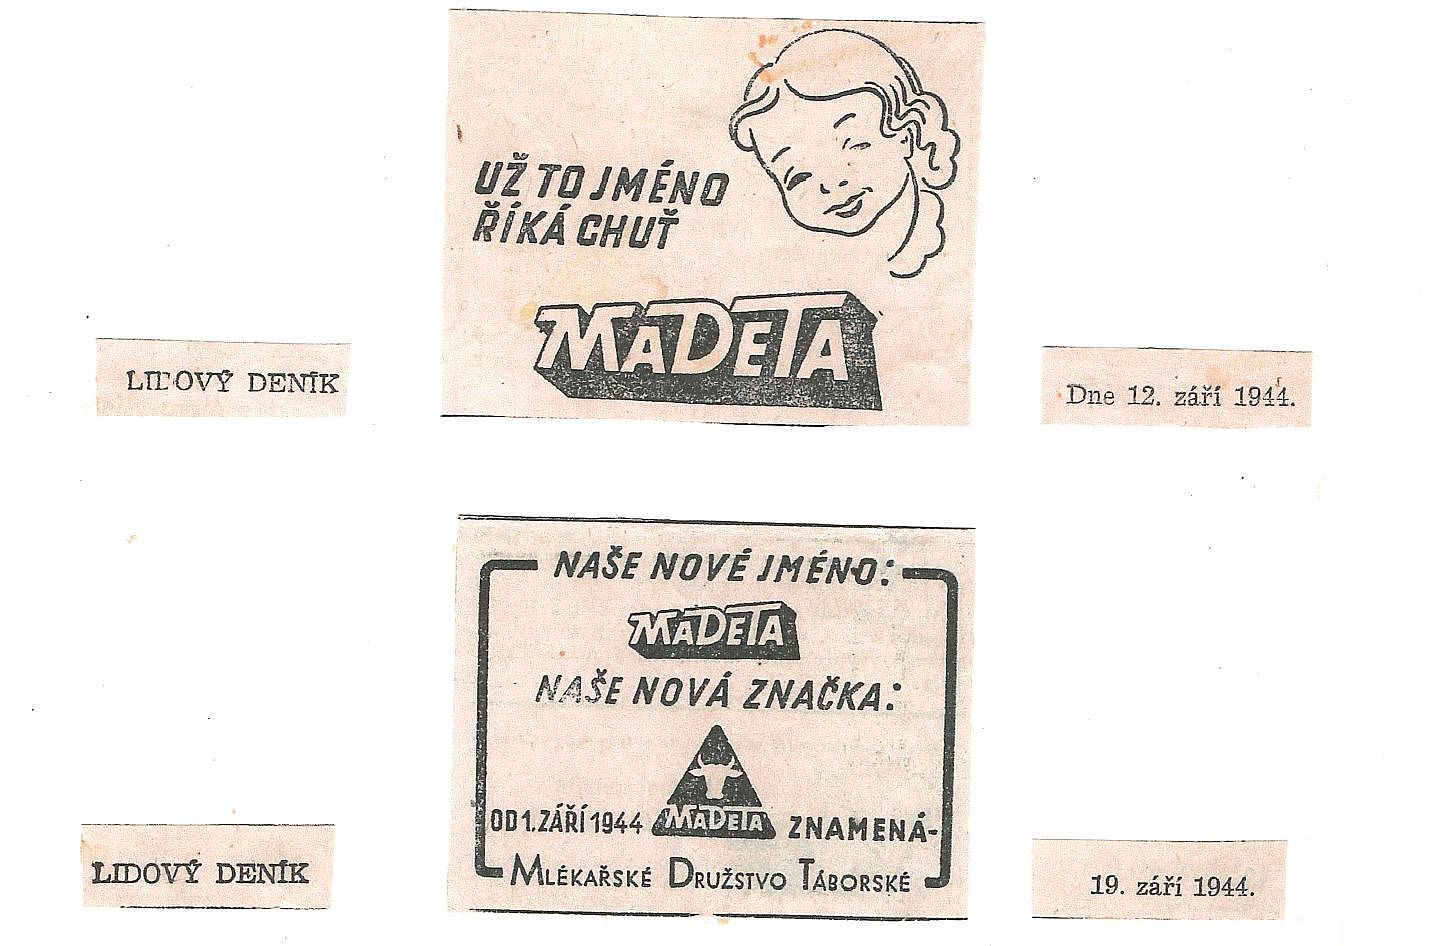 UŽ TO JMÉNO
ŘÍKÁ CHUŤ
MADETA
LIDOVÝ DENÍK
Dne 12. září 1944.
NAŠE NOVÉ JMÉNO:
MADETA
NAŠE NOVÁ ZNAČKA:
OD 1. ZÁŘÍ 1944 MADETA ZNAMENÁ-
MLÉKAŘSKÉ DRUŽSTVO TÁBORSKÉ
LIDOVÝ DENÍK
19. září 1944.